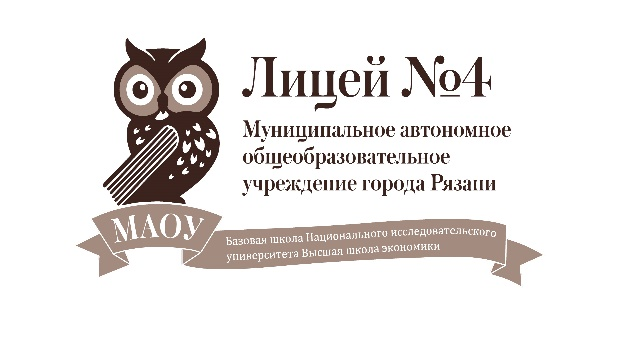 Лицей №4
Муниципальное автономное
общеобразовательное
учреждение города Рязани
МАОУ
Базовая школа Национального исследовательского
университета Высшая школа экономики